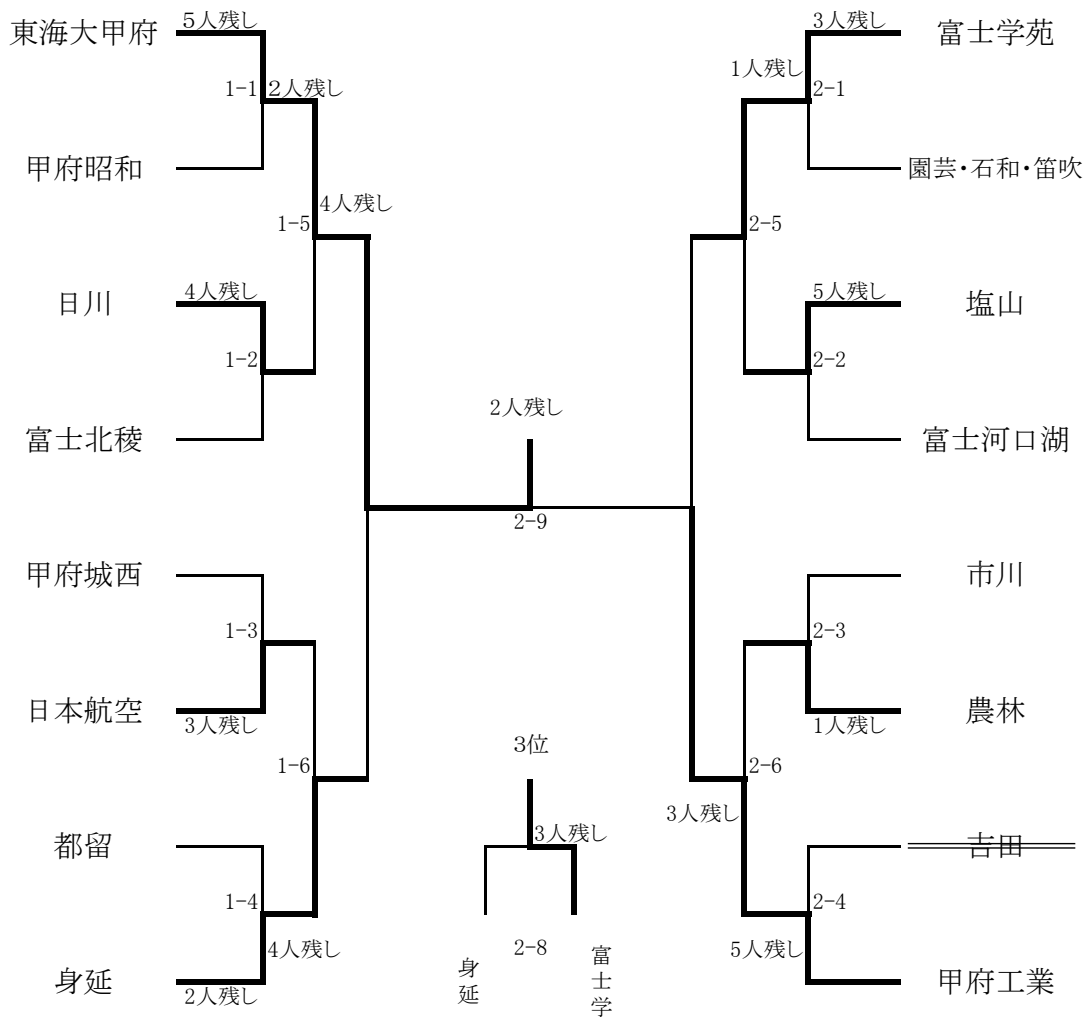 東海大甲府
5人残し
1-1
2人残し
甲府昭和
1-5
4人残し
日川
4人残し
1-2
富士北稜
甲府城西
1-3
日本航空
3人残し
1-6
都留
1-4
4人残し
身延
2人残し
2人残し
2-9
3位
3人残し
2-8
身延
富士学
3人残し
富士学苑
1人残し
2-1
園芸・石和・笛吹
2-5
5人残し
塩山
2-2
富士河口湖
市川
2-3
農林
1人残し
2-6
3人残し
吉田
2-4
5人残し
甲府工業